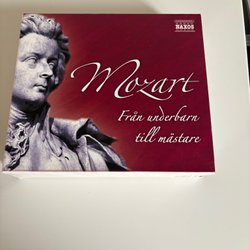 NAXOS
Mozart
Från underbarn
till mästare